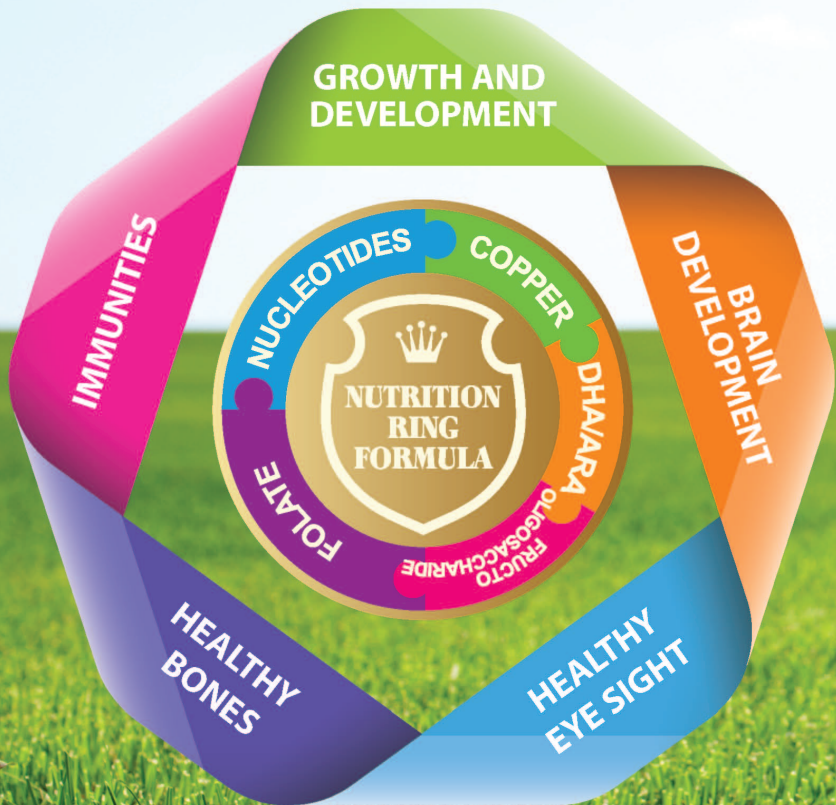 GROWTH AND
DEVELOPMENT
BRAIN
DEVELOPMENT
HEALTHY
EYE SIGHT
HEALTHY
BONES
IMMUNITIES
NUCLEOTIDES
COPPER
DHA/ARA
FRUCTO
OLIGOSACCHARIDE
FOLATE
NUTRITION
RING
FORMULA